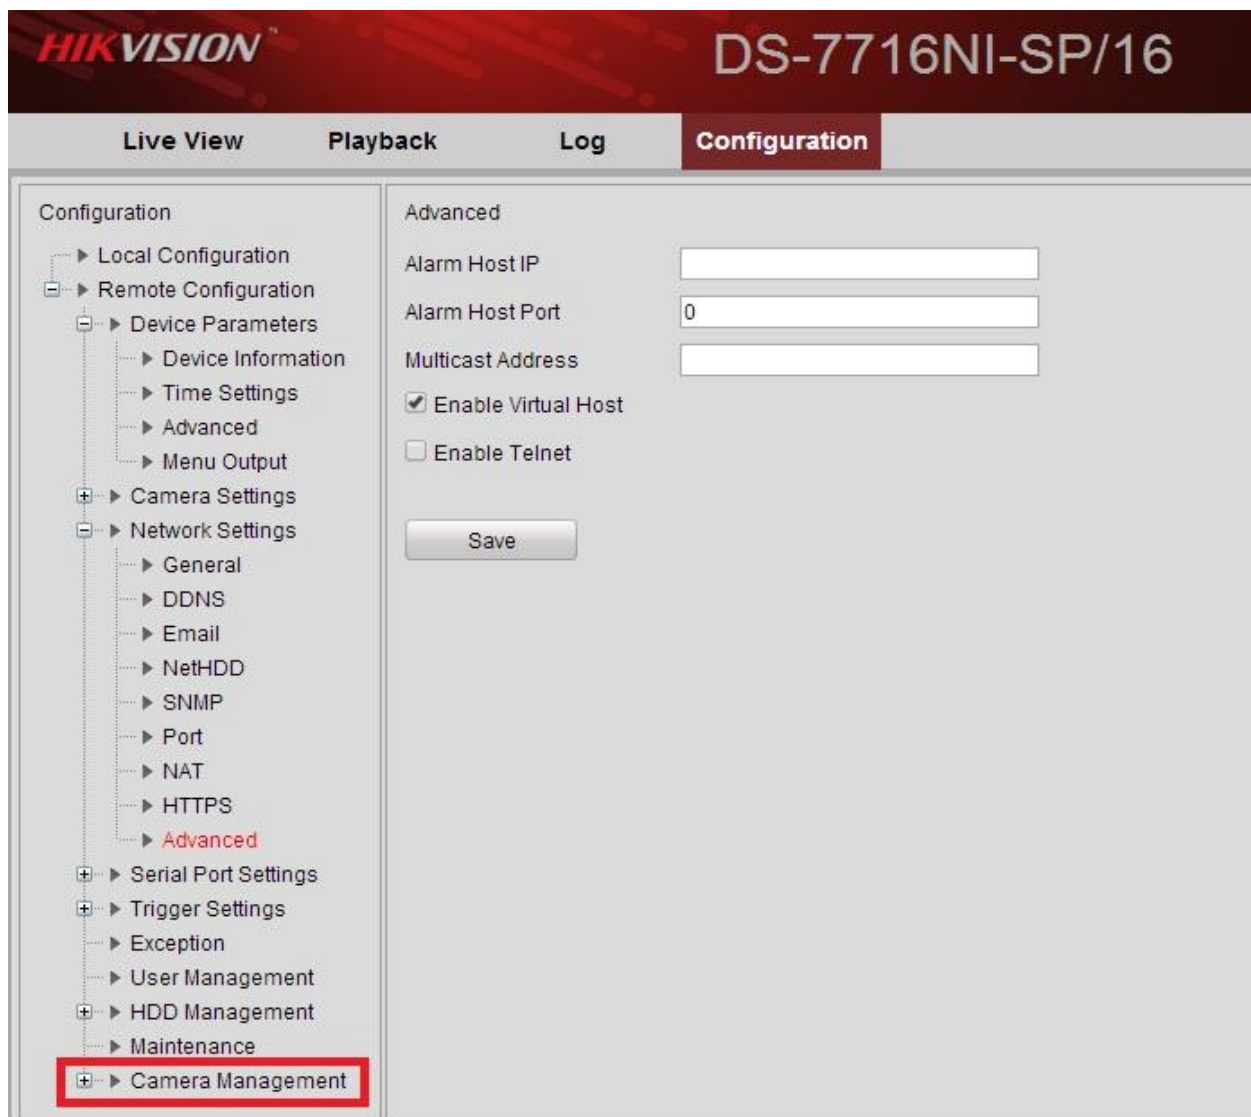 HIKVISION™
DS-7716NI-SP/16
Live View Playback Log Configuration
Configuration
Local Configuration
Remote Configuration
Device Parameters
Device Information
Time Settings
Advanced
Menu Output
Camera Settings
Network Settings
General
DDNS
Email
NetHDD
SNMP
Port
NAT
HTTPS
Advanced
Serial Port Settings
Trigger Settings
Exception
User Management
HDD Management
Maintenance
Camera Management
Advanced
Alarm Host IP
Alarm Host Port 0
Multicast Address
Enable Virtual Host
Enable Telnet
Save